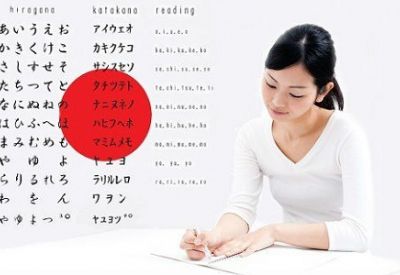 hiragana katakana reading
あいうえお アイウエオ a, i, u, e, o
かきくけこ カキクケコ ka, ki, ku, ke, ko
さしすせそ サシスセソ sa, shi, su, se, so
たちつてと タチツテト ta, chi, tsu, te, to
なにぬねの ナニヌネノ na, ni, nu, ne, no
はひふへほ ハヒフヘホ
まみむめも マミムメモ ma, mi, mu, me, mo
や ゆ よ ヤ ユ ヨ ya, yu, yo
らりるれろ ラリルレロ ra, ri, ru, re, ro
わ を ん ワ ヲ ン
ゃ ゅ ょ っ